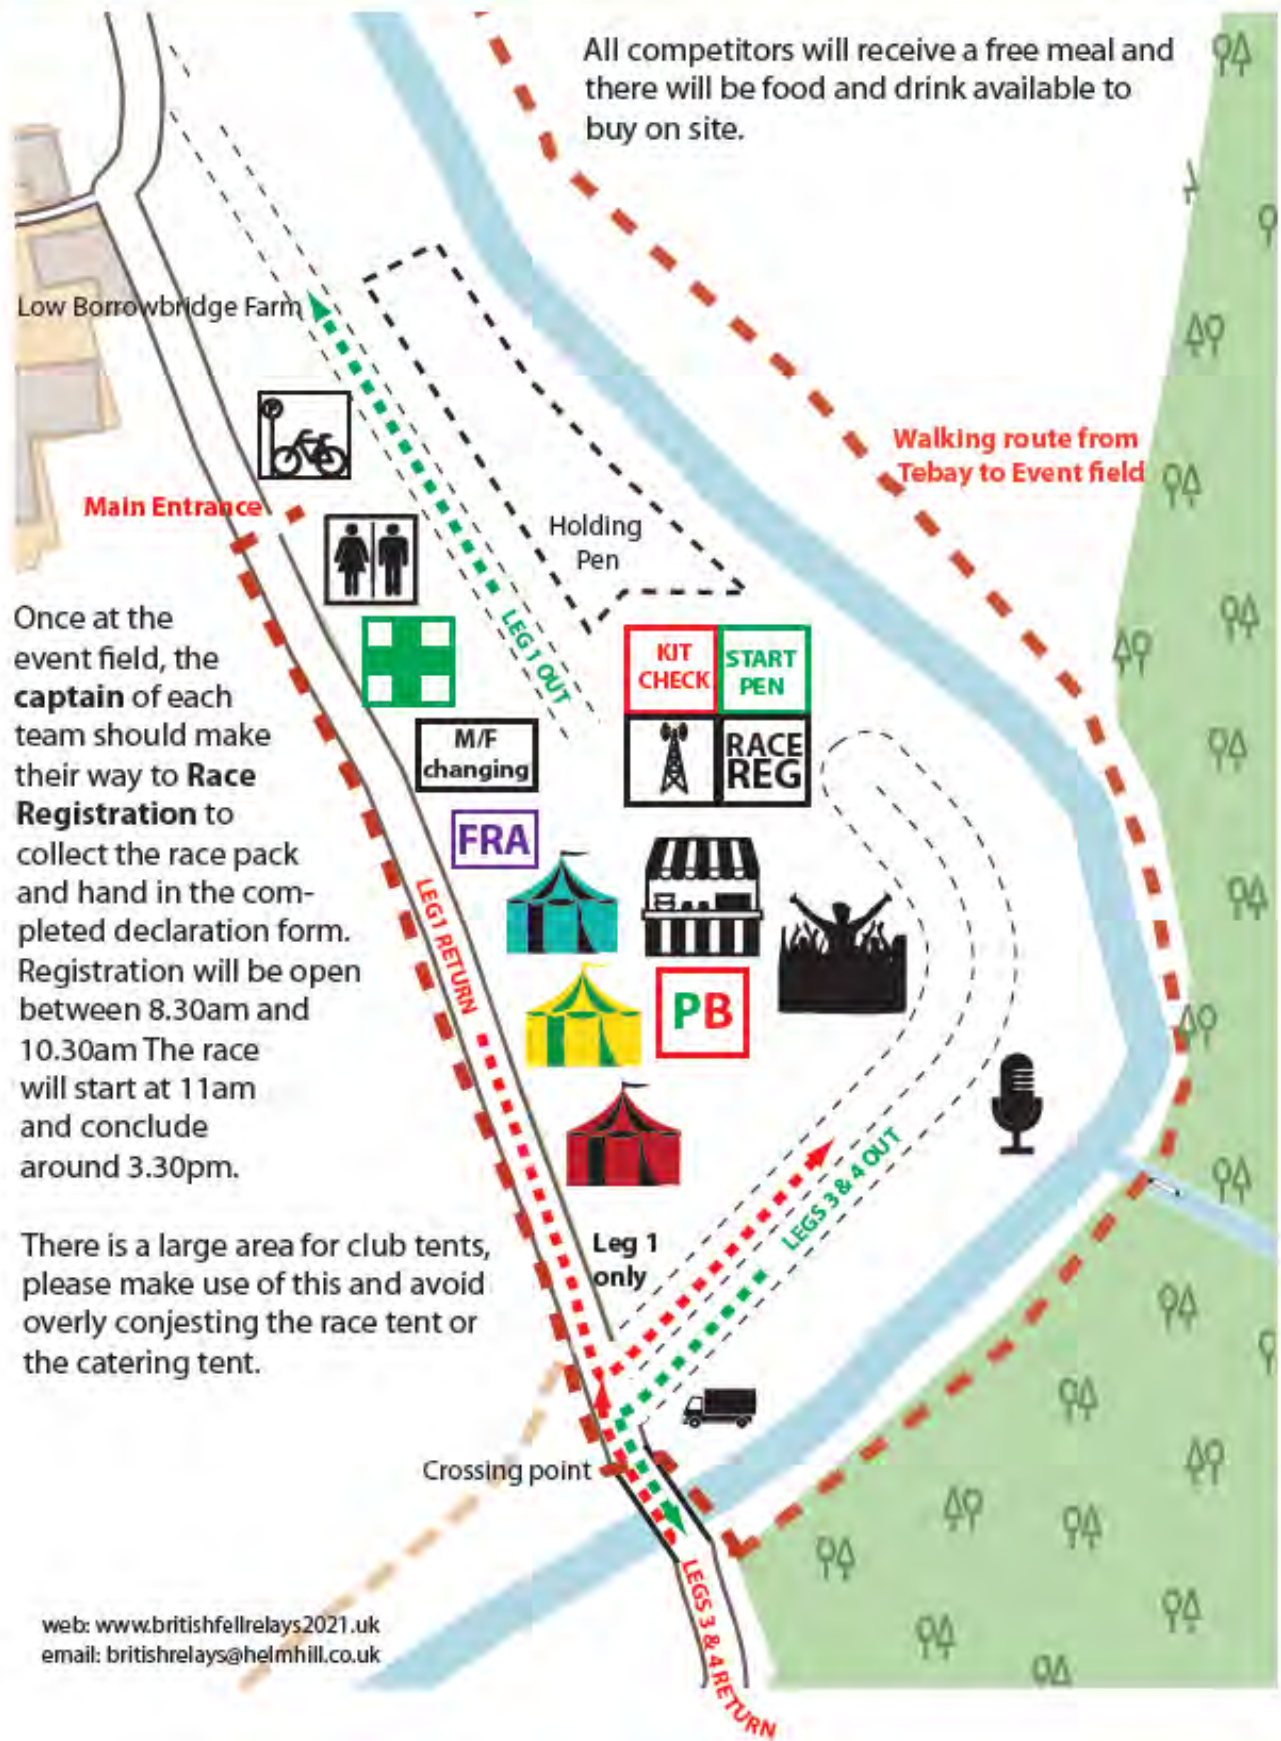 All competitors will receive a free meal and
there will be food and drink available to
buy on site.
Low Borrowbridge Farm
Walking route from
Tebay to Event field
Main Entrance
P
Holding
Pen
LEG 1 OUT
KIT
CHECK
START
PEN
M/F
changing
RACE
REG
FRA
LEG1 RETURN
PB
Once at the
event field, the
captain of each
team should make
their way to Race
Registration to
collect the race pack
and hand in the com-
pleted declaration form.
Registration will be open
between 8.30am and
10.30am The race
will start at 11am
and conclude
around 3.30pm.
There is a large area for club tents,
please make use of this and avoid
overly conjesting the race tent or
the catering tent.
Leg 1
only
LEGS 3 & 4 OUT
Crossing point
LEGS 3 & 4 RETURN
web: www.britishfellrelays2021.uk
email: britishrelays@helmhill.co.uk